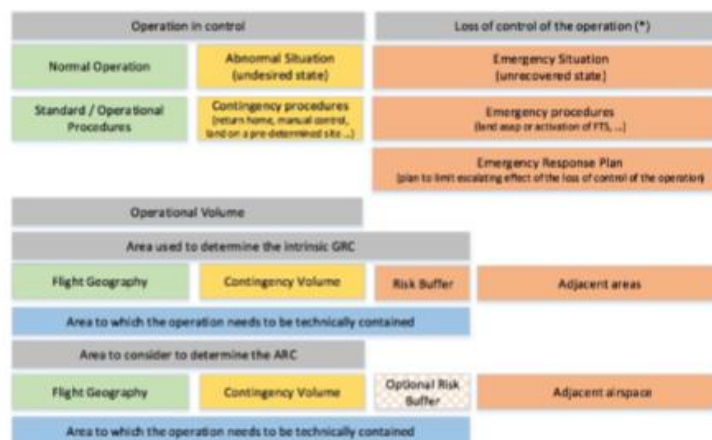 Operation in control
Loss of control of the operation (*)
Normal Operation
Abnormal Situation
(undesired state)
Emergency Situation
(unrecovered state)
Standard / Operational
Procedures
Contingency procedures
(return home, manual control,
land on a pre-determined site ...)
Emergency procedures
(land asap or activation of FTS, ...)
Emergency Response Plan
(plan to limit escalating effect of the loss of control of the operation)
Operational Volume
Area used to determine the intrinsic GRC
Flight Geography
Contingency Volume
Risk Buffer
Adjacent areas
Area to which the operation needs to be technically contained
Area to consider to determine the ARC
Flight Geography
Contingency Volume
Optional Risk
Buffer
Adjacent airspace
Area to which the operation needs to be technically contained